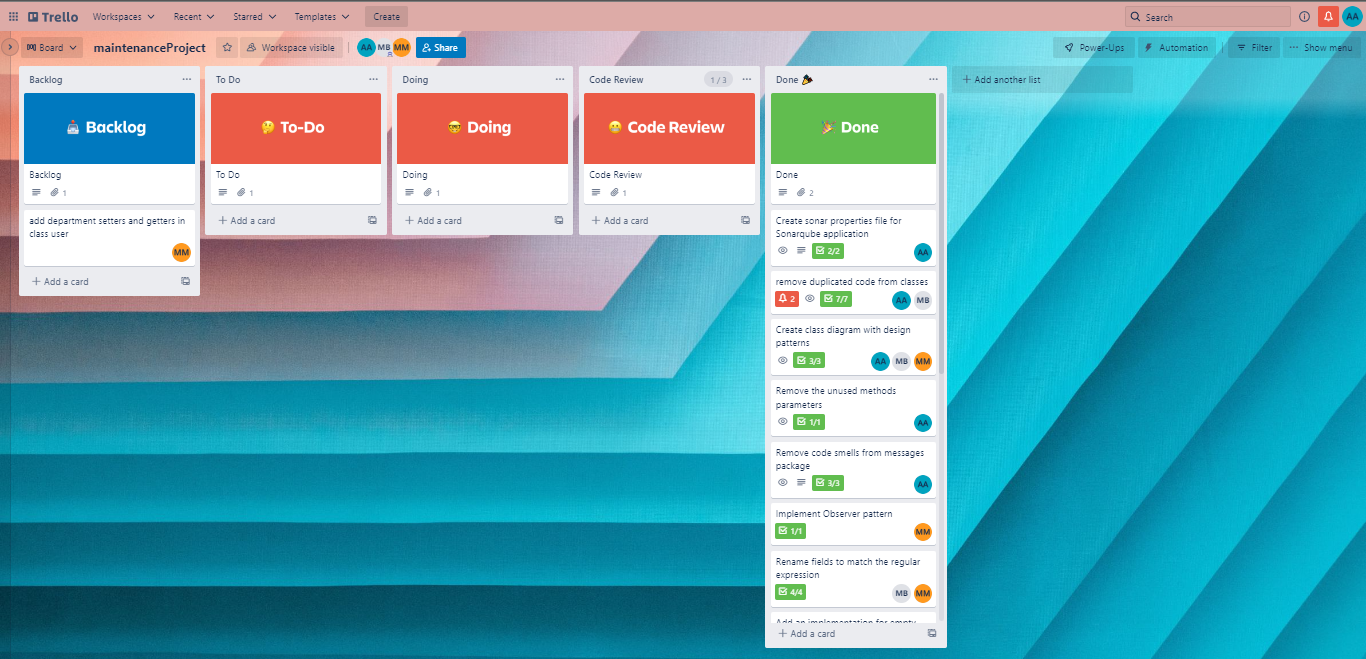 Trello Workspaces Recent Starred Templates Create Search AA
Board maintenanceProject Workspace visible AA MB MM Share Power-Ups Automation Filter Show menu
Backlog
Backlog
Backlog
1
add department setters and getters in
class user
MM
Add a card
To Do
To-Do
To Do
1
Add a card
Doing
Doing
Doing
1
Add a card
Code Review 1 / 3
Code Review
Code Review
1
Add a card
Done
Done
Done
2
Create sonar properties file for
Sonarqube application
2/2 AA
remove duplicated code from classes
2 7/7 AA MB
Create class diagram with design
patterns
3/3 AA MB MM
Remove the unused methods
parameters
1/1 AA
Remove code smells from messages
package
3/3 AA
Implement Observer pattern
1/1 MM
Rename fields to match the regular
expression
4/4 MB MM
Add an implementation for empty
Add a card
Add another list